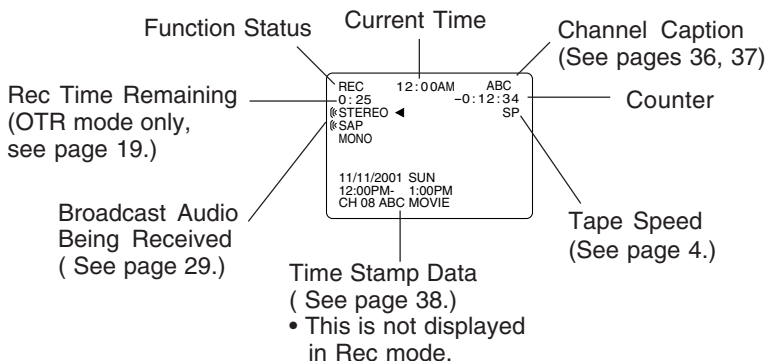 Function Status
Current Time
Channel Caption
(See pages 36, 37)
Rec Time Remaining
(OTR mode only,
see page 19.)
REC 12:00AM ABC
0:25 -0:12:34
STEREO ◄ SP
SAP
MONO
11/11/2001 SUN
12:00PM- 1:00PM
CH 08 ABC MOVIE
Counter
Broadcast Audio
Being Received
( See page 29.)
Tape Speed
(See page 4.)
Time Stamp Data
( See page 38.)
• This is not displayed
in Rec mode.